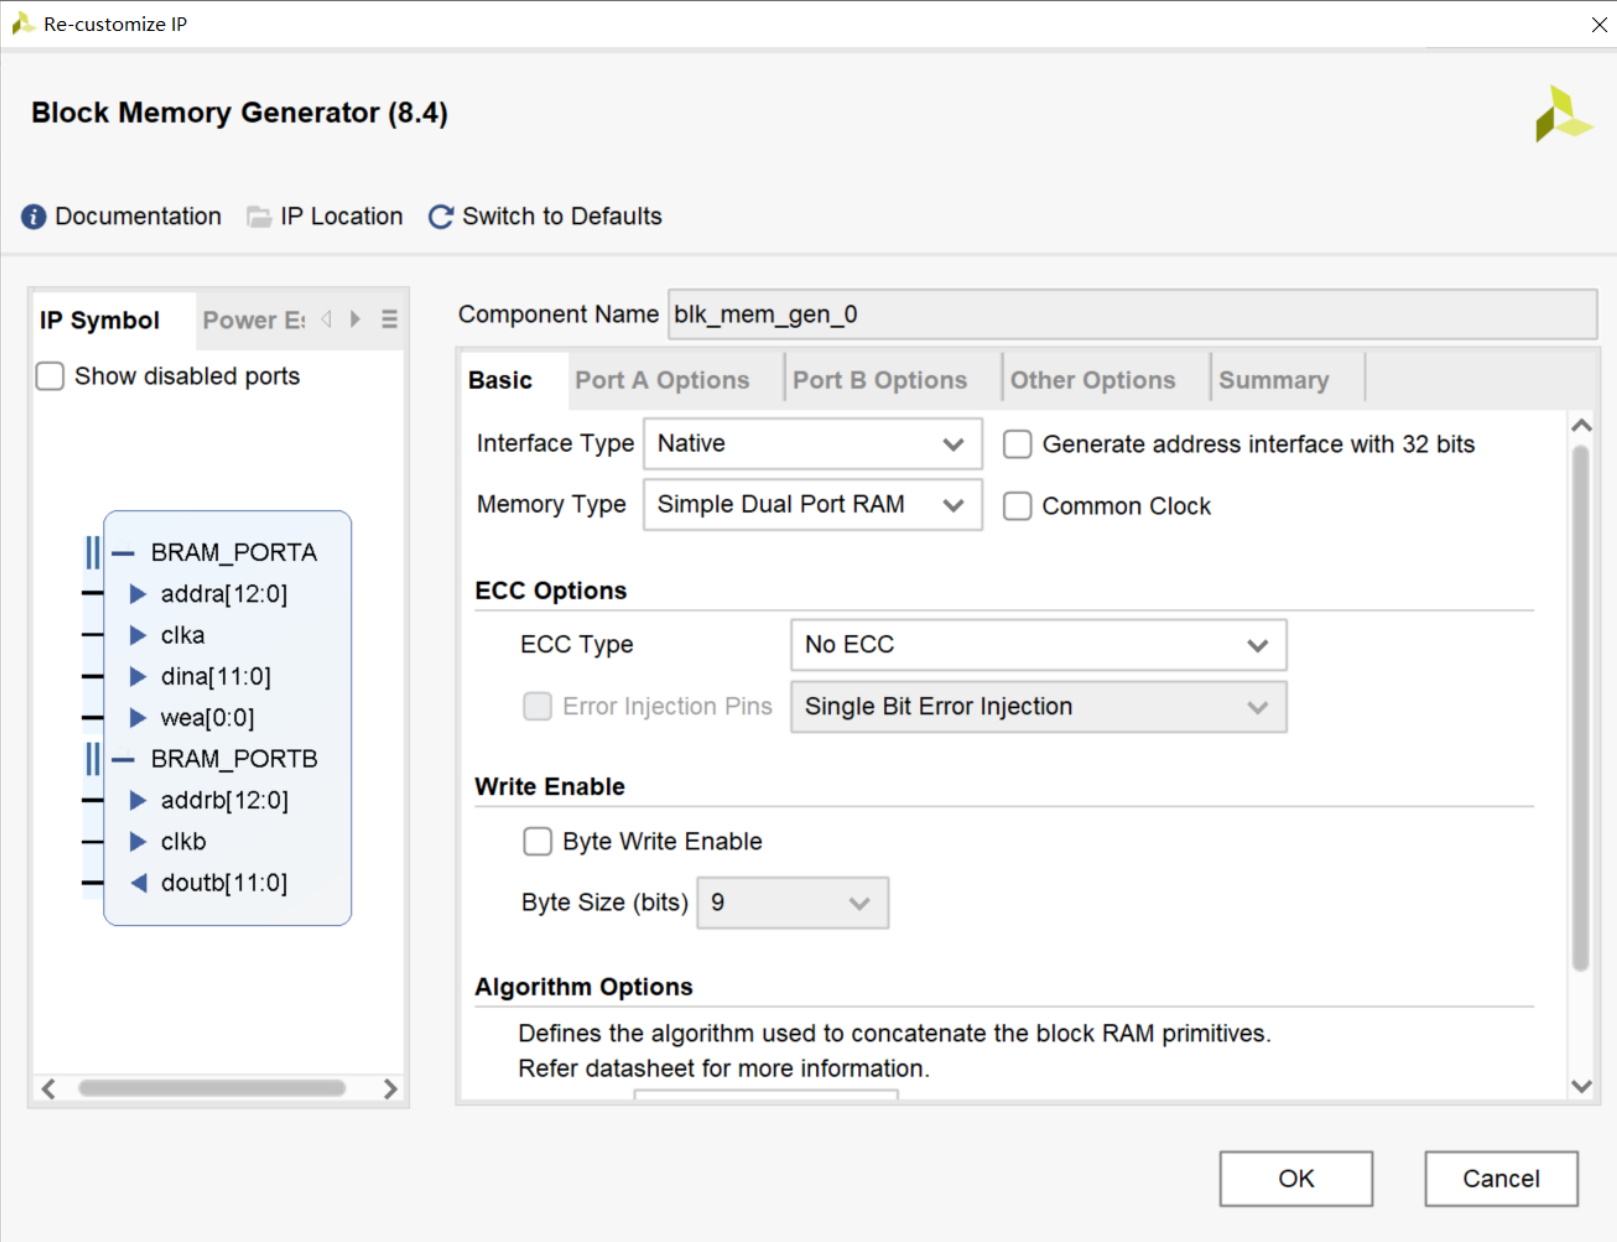 Re-customize IP
Block Memory Generator (8.4)
Documentation IP Location Switch to Defaults
IP Symbol Power Es
Show disabled ports
BRAM_PORTA
addra[12:0]
clka
dina[11:0]
wea[0:0]
BRAM_PORTB
addrb[12:0]
clkb
doutb[11:0]
Component Name blk_mem_gen_0
Basic Port A Options Port B Options Other Options Summary
Interface Type Native Generate address interface with 32 bits
Memory Type Simple Dual Port RAM Common Clock
ECC Options
ECC Type No ECC
Error Injection Pins Single Bit Error Injection
Write Enable
Byte Write Enable
Byte Size (bits) 9
Algorithm Options
Defines the algorithm used to concatenate the block RAM primitives.
Refer datasheet for more information.
OK Cancel